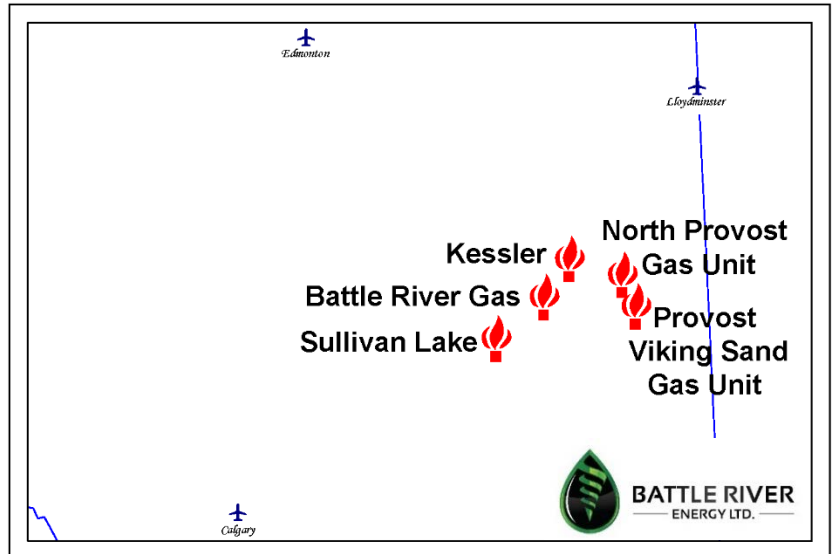 Edmonton
Lloydminster
North Provost
Gas Unit
Kessler
Battle River Gas
Sullivan Lake
Provost
Viking Sand
Gas Unit
Calgary
BATTLE RIVER
ENERGY LTD.